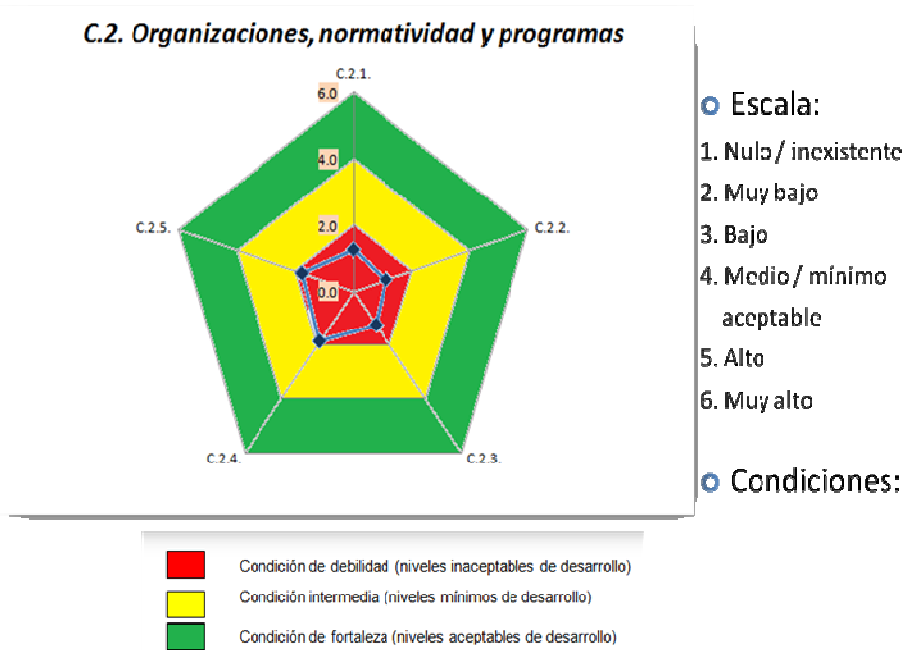 C.2. Organizaciones, normatividad y programas
C.2.1.
6.0
4.0
2.0
0.0
C.2.5.
C.2.2.
C.2.4.
C.2.3.
Escala:
1. Nulo / inexistente
2. Muy bajo
3. Bajo
4. Medio / mínimo
aceptable
5. Alto
6. Muy alto
Condiciones:
Condición de debilidad (niveles inaceptables de desarrollo)
Condición intermedia (niveles mínimos de desarrollo)
Condición de fortaleza (niveles aceptables de desarrollo)